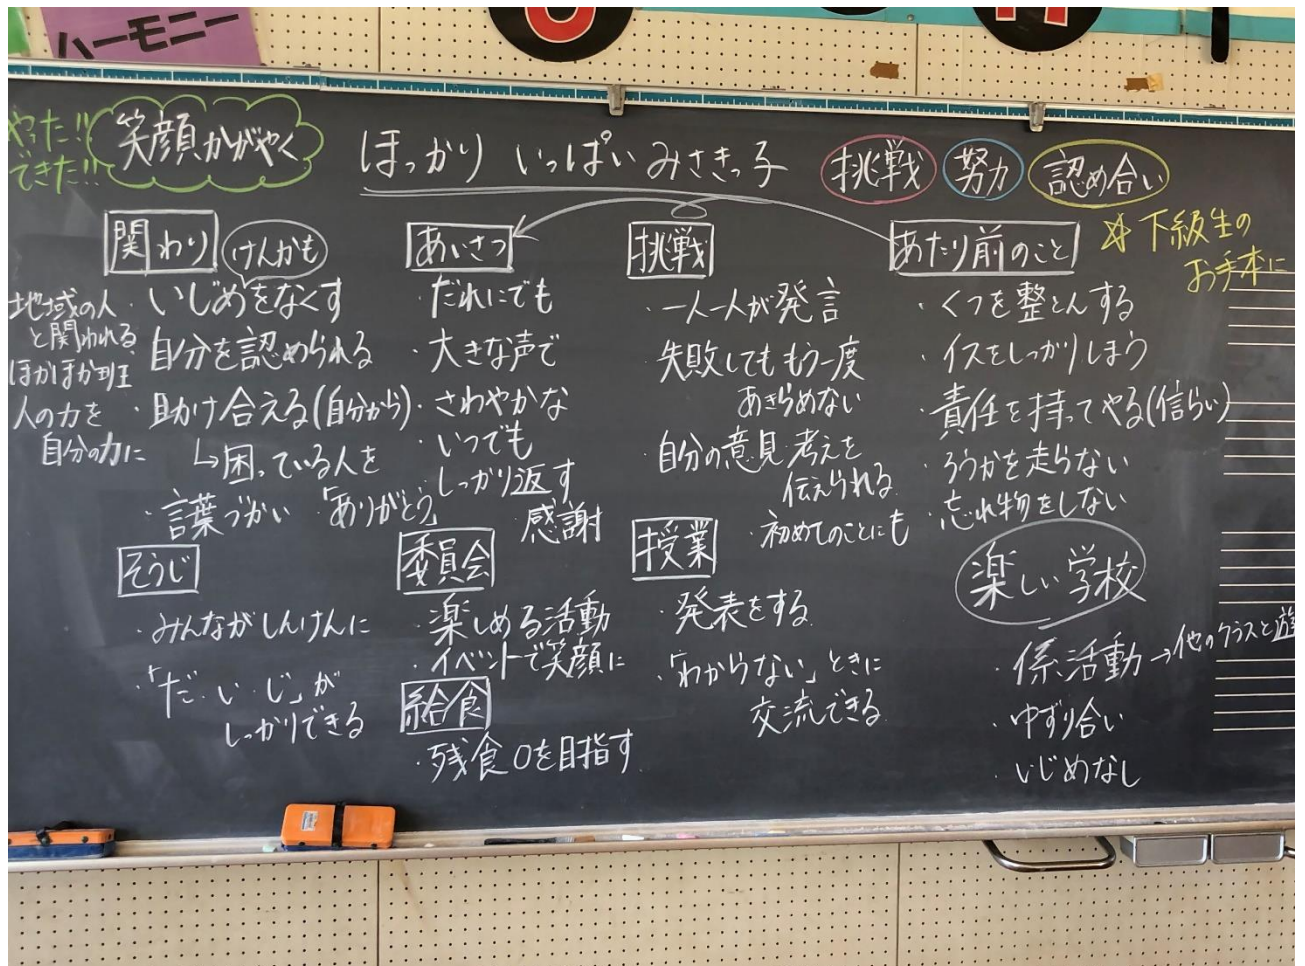 ハーモニー
やった!!
できた!!
笑顔かがやく
ほっかり いっぱい みさきっ子
挑戦 努力 認め合い
☆下級生の
お手本に
関わり
けんかも
・いじめをなくす
自分を認められる
・助け合える(自分から)
↳困っている人を
・言葉づかい 「ありがとう」
地域の人
と関われる
ほかほか班
人の力を
自分の力に
あいさつ
・だれにでも
・大きな声で
・さわやかな
・いつでも
・しっかり返す
・感謝
挑戦
・一人一人が発言
・失敗しても もう一度
あきらめない
・自分の意見・考えを
伝えられる
・初めてのことにも
あたり前のこと
・くつを整とんする
・イスをしっかりしまう
・責任を持ってやる(信らい)
・ろうかを走らない
・忘れ物をしない
そうじ
・みんながしんけんに
・「だ・い・じ」が
しっかりできる
委員会
・楽しめる活動
・イベントで笑顔に
給食
・残食0を目指す
授業
・発表をする
・「わからない」ときに
交流できる
楽しい学校
・係活動→他のクラスと遊
・ゆずり合い
・いじめなし